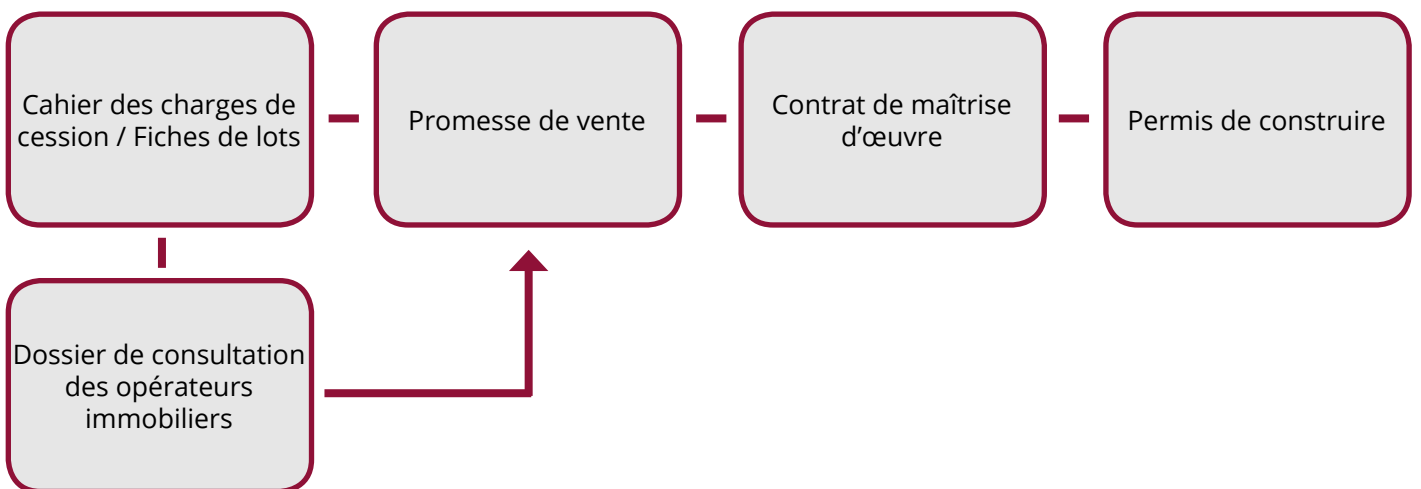 Cahier des charges de
cession / Fiches de lots
Promesse de vente
Contrat de maîtrise
d'œuvre
Permis de construire
Dossier de consultation
des opérateurs
immobiliers